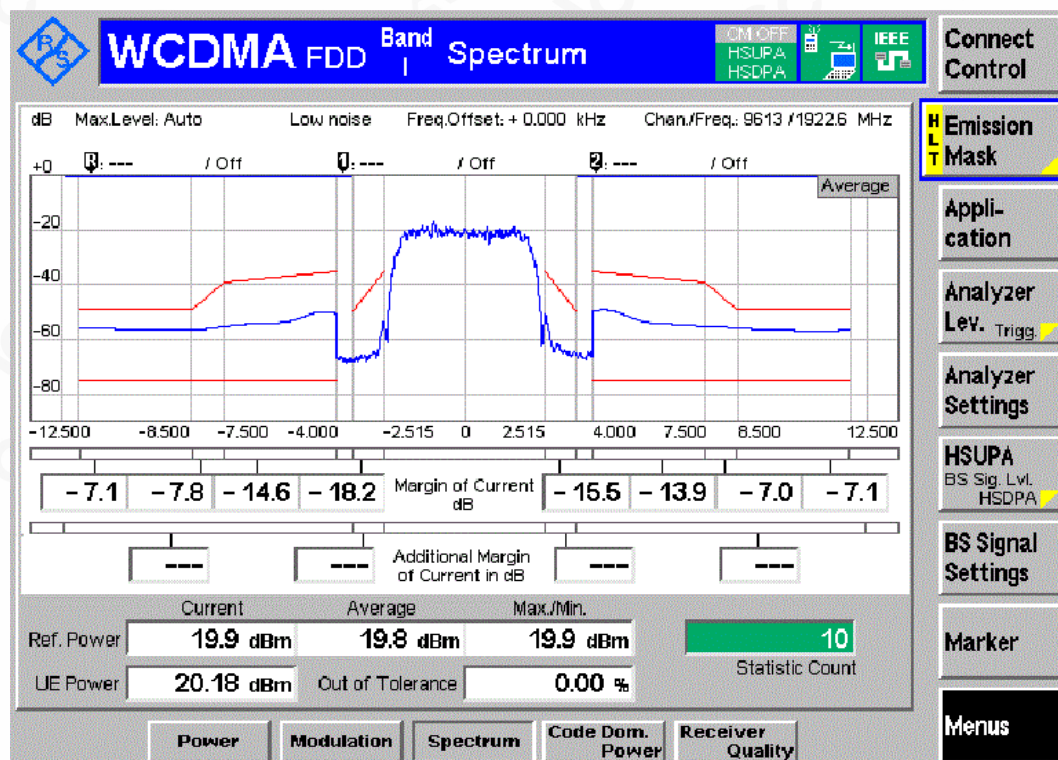 R&S
WCDMA FDD Band I Spectrum
CM OFF
HSUPA
HSDPA
IEEE
Connect Control
dB Max.Level: Auto Low noise Freq.Offset: + 0.000 kHz Chan./Freq.: 9613 / 1922.6 MHz
HLT
Emission Mask
+0 R: --- / Off 1: --- / Off 2: --- / Off
Average
-20
-40
-60
-80
-12.500 -8.500 -7.500 -4.000 -2.515 0 2.515 4.000 7.500 8.500 12.500
Appli-
cation
Analyzer
Lev. Trigg.
Analyzer
Settings
HSUPA
BS Sig. Lvl.
HSDPA
BS Signal
Settings
Marker
Menus
- 7.1 - 7.8 - 14.6 - 18.2 Margin of Current dB - 15.5 - 13.9 - 7.0 - 7.1
--- --- Additional Margin of Current in dB --- ---
Current Average Max./Min.
Ref. Power 19.9 dBm 19.8 dBm 19.9 dBm 10
Statistic Count
UE Power 20.18 dBm Out of Tolerance 0.00 %
Power Modulation Spectrum Code Dom. Power Receiver Quality